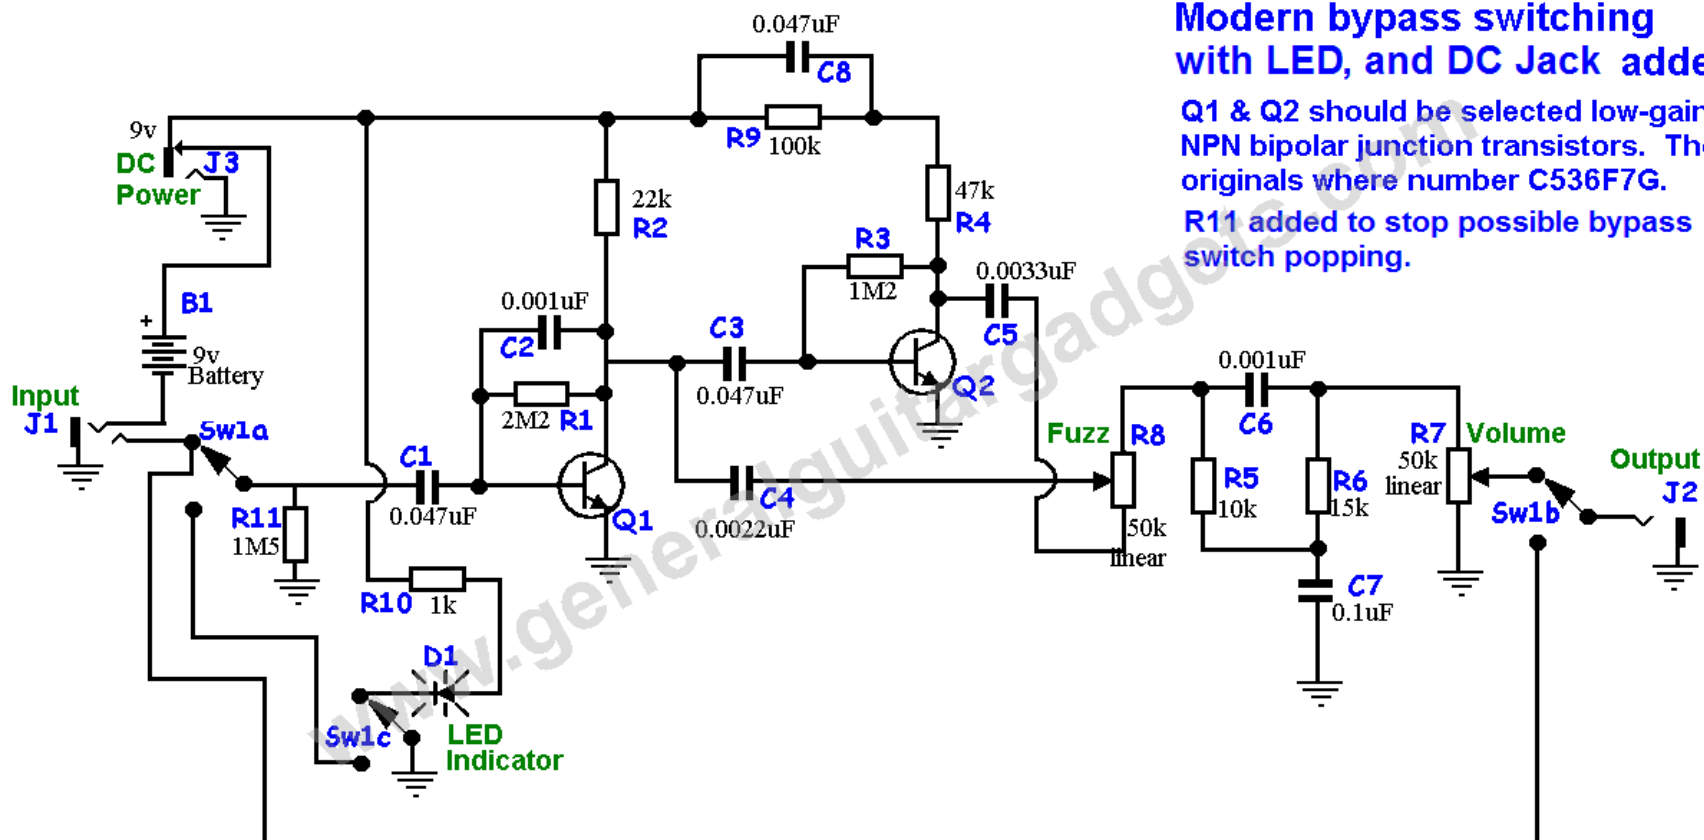 Modern bypass switching
with LED, and DC Jack adde
Q1 & Q2 should be selected low-gain
NPN bipolar junction transistors. The
originals where number C536F7G.
R11 added to stop possible bypass
switch popping.
0.047uF
C8
R9
100k
9v
DC
Power
J3
22k
R2
47k
R4
R3
1M2
0.0033uF
C5
B1
+
9v
Battery
0.001uF
C2
2M2
R1
C3
0.047uF
Q2
Input
J1
Sw1a
C1
0.047uF
Q1
C4
0.0022uF
R11
1M5
R10
1k
D1
LED
Indicator
Sw1c
Fuzz
R8
50k
linear
0.001uF
C6
R5
10k
R6
15k
C7
0.1uF
R7
Volume
50k
linear
Sw1b
Output
J2
www.generalguitargadgets.com